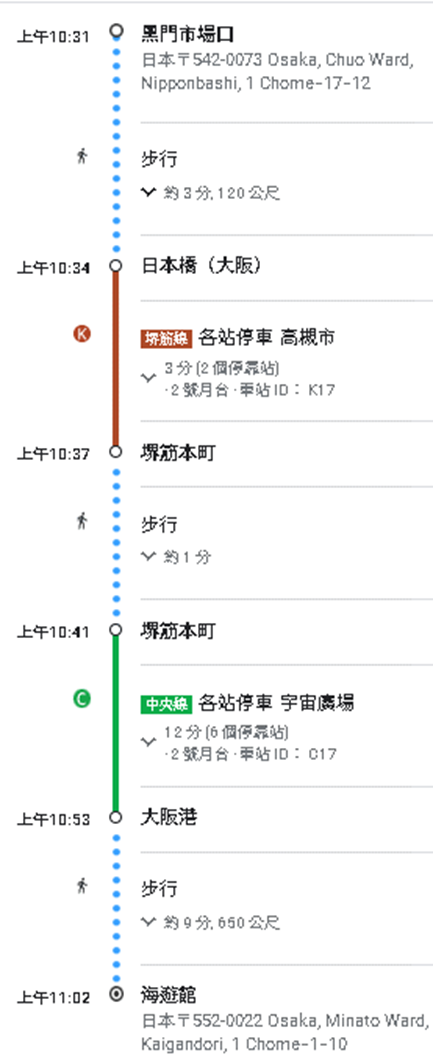 上午10:31 黑門市場口
日本〒542-0073 Osaka, Chuo Ward,
Nipponbashi, 1 Chome-17-12
步行
約 3 分, 120 公尺
上午10:34 日本橋（大阪）
K 堺筋線 各站停車 高槻市
3 分 (2 個停靠站)
· 2 號月台 · 車站 ID： K17
上午10:37 堺筋本町
步行
約 1 分
上午10:41 堺筋本町
C 中央線 各站停車 宇宙廣場
12 分 (6 個停靠站)
· 2 號月台 · 車站 ID： C17
上午10:53 大阪港
步行
約 9 分, 650 公尺
上午11:02 海遊館
日本〒552-0022 Osaka, Minato Ward,
Kaigandori, 1 Chome-1-10